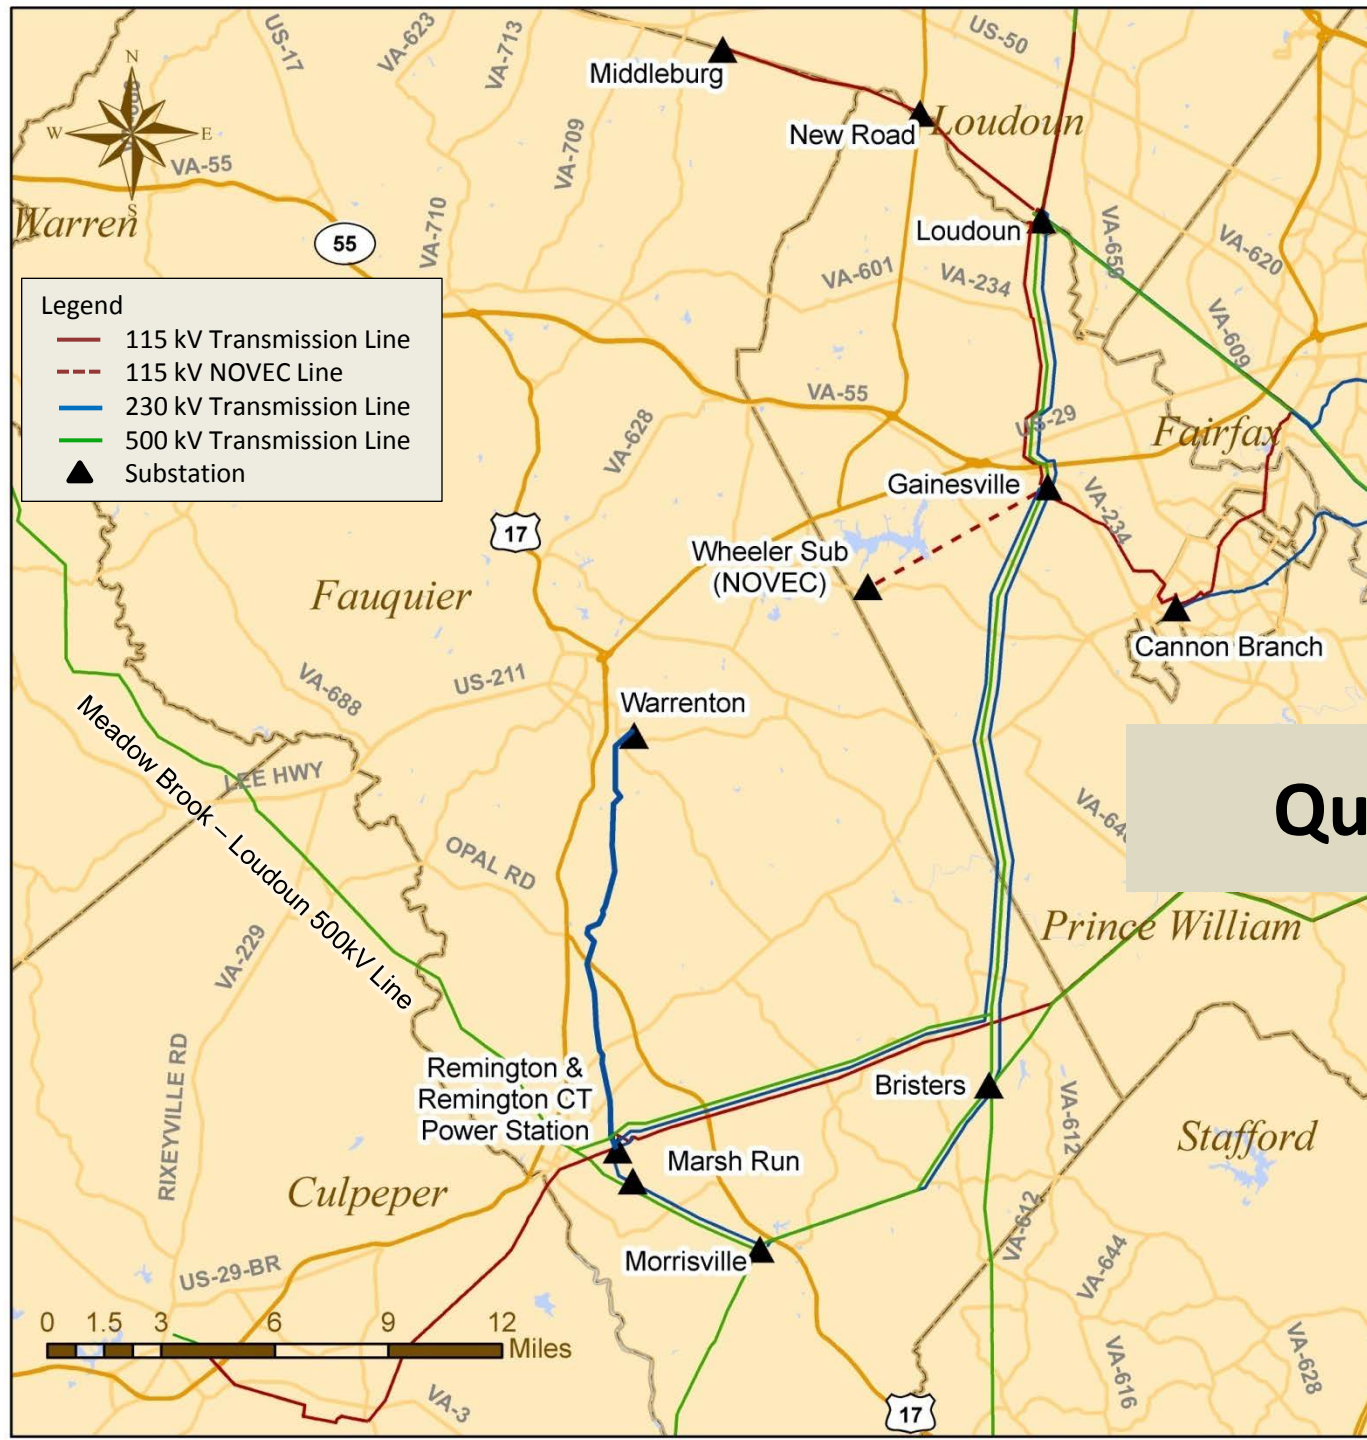 US-50
US-17
VA-623
VA-713
Middleburg
N
W
E
S
VA-55
VA-709
New Road
Loudoun
Warren
55
VA-710
Loudoun
VA-659
VA-620
VA-601
VA-234
Legend
115 kV Transmission Line
115 kV NOVEC Line
230 kV Transmission Line
500 kV Transmission Line
Substation
VA-609
VA-55
VA-628
US-29
Fairfax
Gainesville
VA-234
17
Wheeler Sub
(NOVEC)
Fauquier
Cannon Branch
VA-688
US-211
Warrenton
Meadow Brook – Loudoun 500kV Line
LEE HWY
VA-64
Qu
OPAL RD
Prince William
VA-229
RIXEYVILLE RD
Remington &
Remington CT
Power Station
Bristers
VA-612
Stafford
Marsh Run
Culpeper
VA-612
Morrisville
VA-644
US-29-BR
0 1.5 3 6 9 12
Miles
VA-616
VA-628
VA-3
17